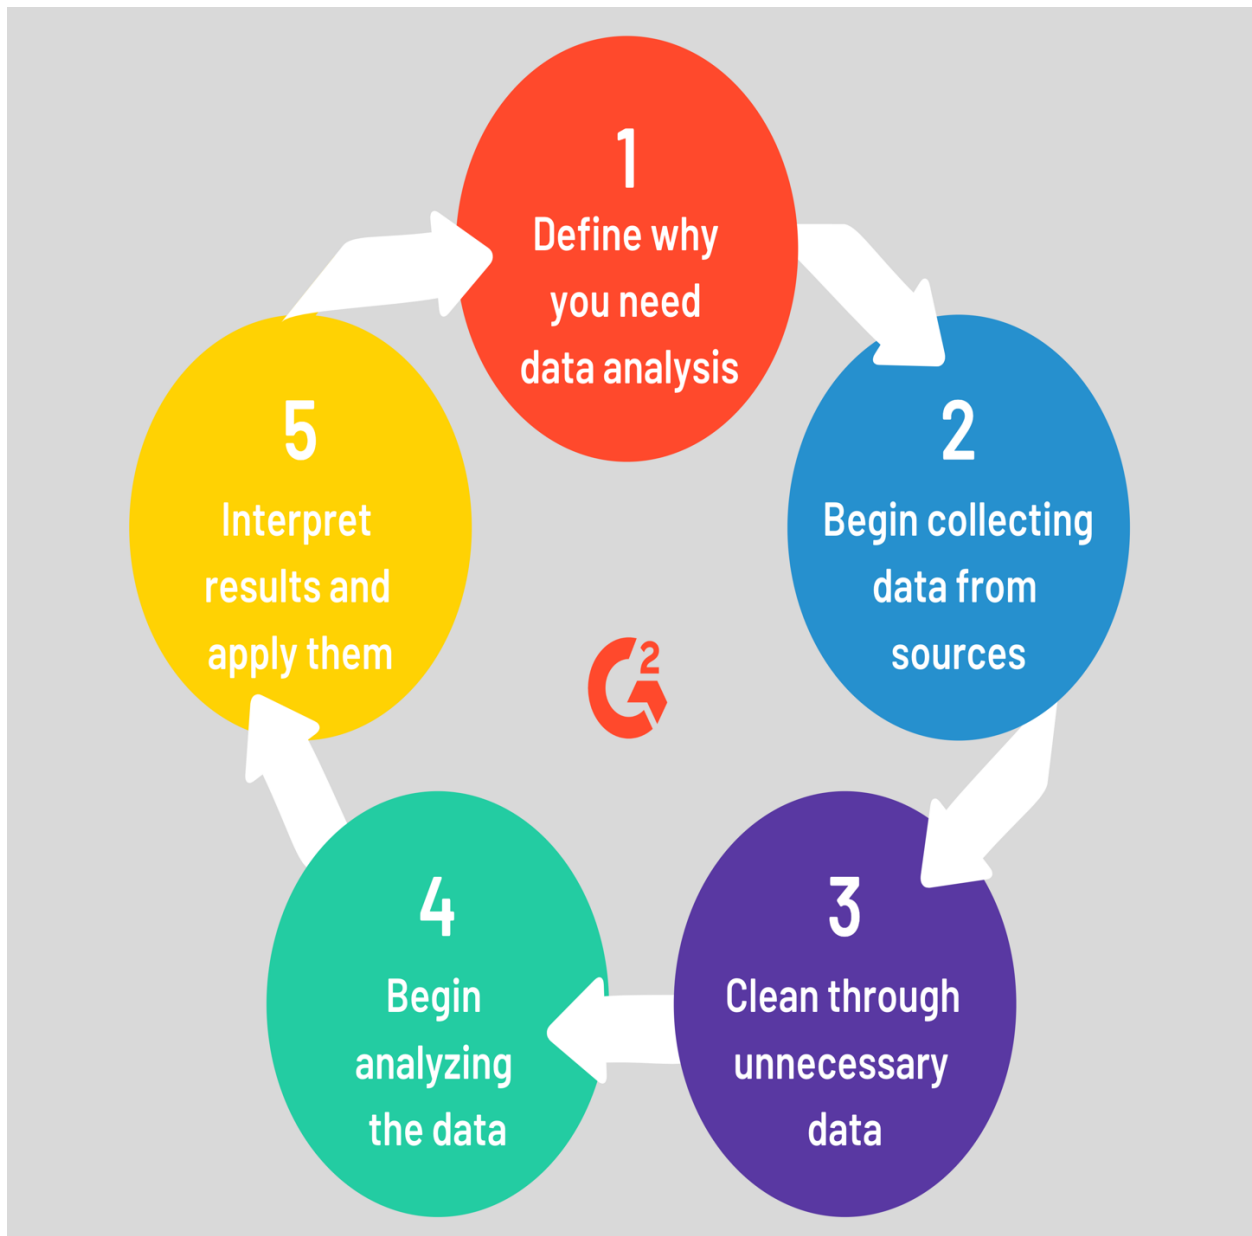 1
Define why
you need
data analysis
2
Begin collecting
data from
sources
3
Clean through
unnecessary
data
4
Begin
analyzing
the data
5
Interpret
results and
apply them
G2